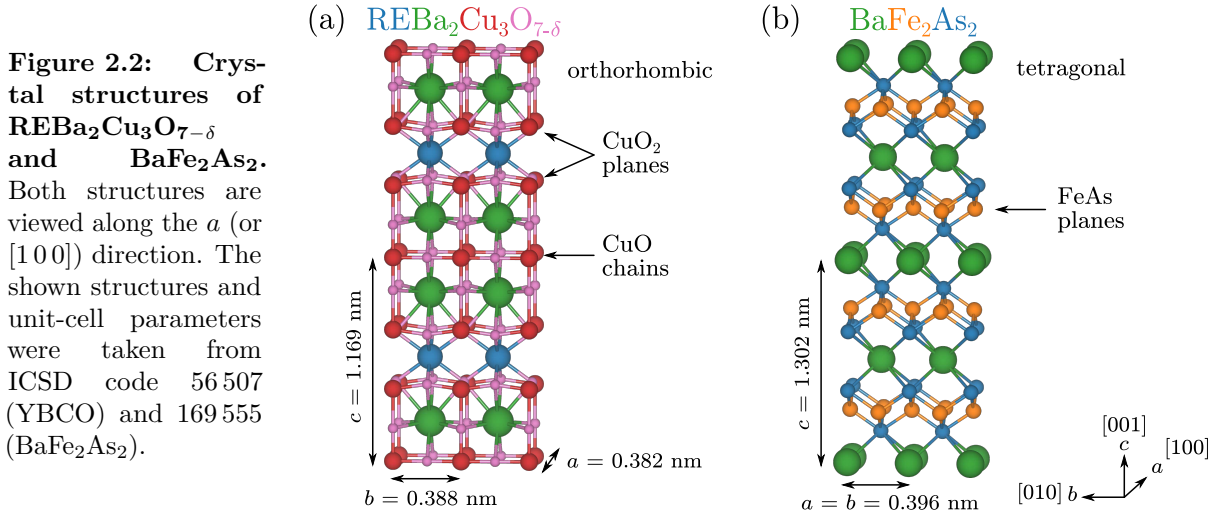 Figure 2.2: Crys-
tal structures of
REBa₂Cu₃O₇₋δ
and BaFe₂As₂.
Both structures are
viewed along the a (or
[1 0 0]) direction. The
shown structures and
unit-cell parameters
were taken from
ICSD code 56 507
(YBCO) and 169 555
(BaFe₂As₂).
(a) REBa₂Cu₃O₇₋δ
orthorhombic
CuO₂
planes
CuO
chains
c = 1.169 nm
a = 0.382 nm
b = 0.388 nm
(b) BaFe₂As₂
tetragonal
FeAs
planes
c = 1.302 nm
a = b = 0.396 nm
[001]
c
[100]
a
[010] b